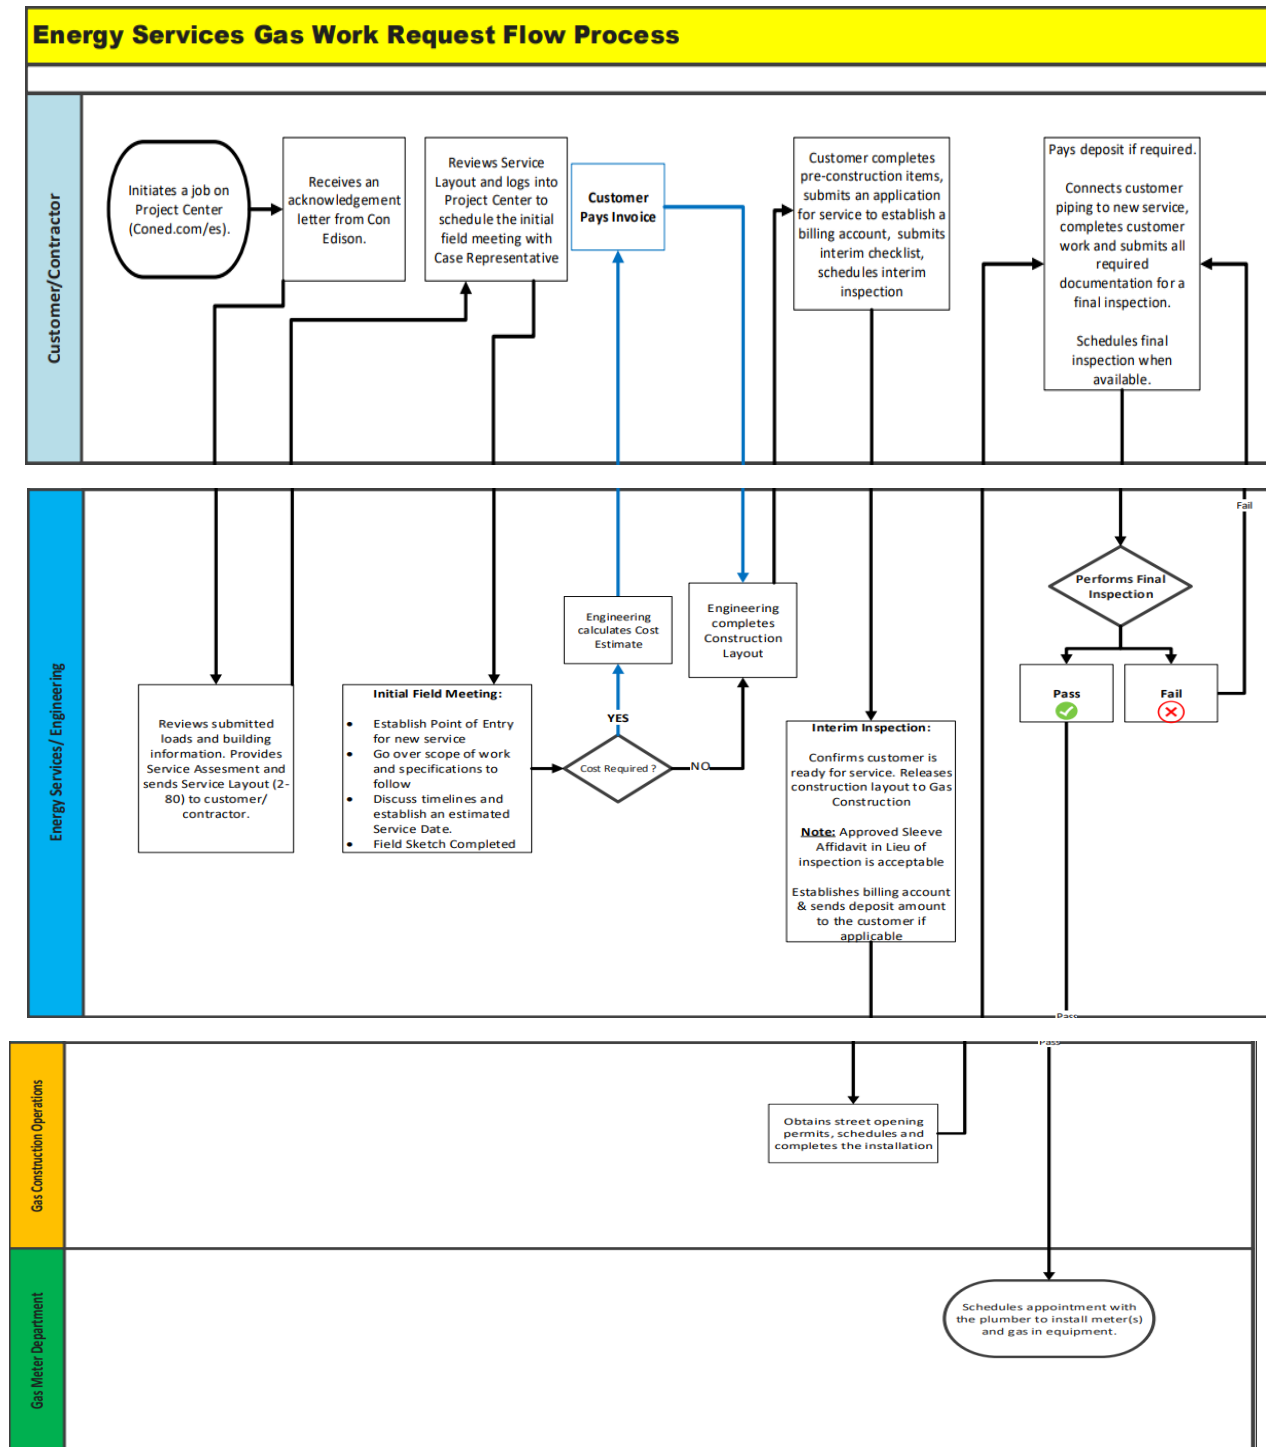 Energy Services Gas Work Request Flow Process
Customer/Contractor
Initiates a job on
Project Center
(Coned.com/es).
Receives an
acknowledgement
letter from Con
Edison.
Reviews Service
Layout and logs into
Project Center to
schedule the initial
field meeting with
Case Representative
Customer
Pays Invoice
Customer completes
pre-construction items,
submits an application
for service to establish a
billing account, submits
interim checklist,
schedules interim
inspection
Pays deposit if required.
Connects customer
piping to new service,
completes customer
work and submits all
required
documentation for a
final inspection.
Schedules final
inspection when
available.
Energy Services/ Engineering
Reviews submitted
loads and building
information. Provides
Service Assesment and
sends Service Layout (2-
80) to customer/
contractor.
Initial Field Meeting:
• Establish Point of Entry
for new service
• Go over scope of work
and specifications to
follow
• Discuss timelines and
establish an estimated
Service Date.
• Field Sketch Completed
Cost Required ?
YES
NO
Engineering
calculates Cost
Estimate
Engineering
completes
Construction
Layout
Interim Inspection:
Confirms customer is
ready for service. Releases
construction layout to Gas
Construction
Note: Approved Sleeve
Affidavit in Lieu of
inspection is acceptable
Establishes billing account
& sends deposit amount
to the customer if
applicable
Performs Final
Inspection
Pass
Fail
Fail
Pass
Gas Construction Operations
Pass
Obtains street opening
permits, schedules and
completes the installation
Gas Meter Department
Schedules appointment with
the plumber to install meter(s)
and gas in equipment.